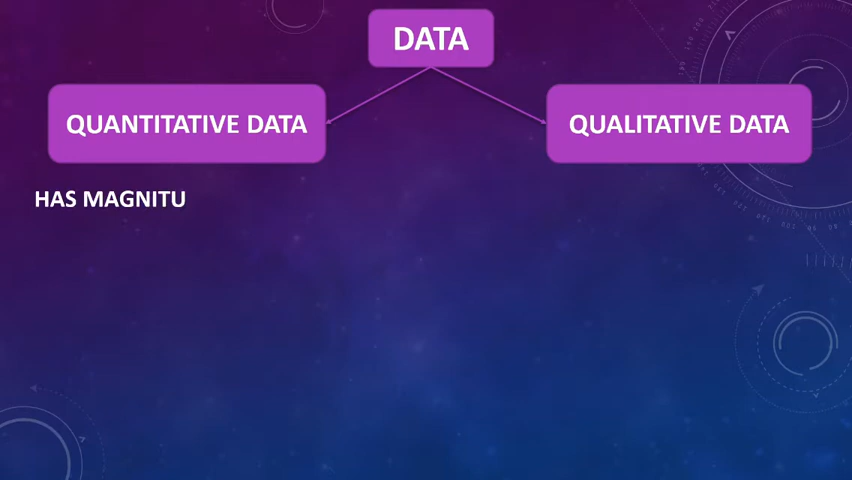 DATA
QUANTITATIVE DATA
QUALITATIVE DATA
HAS MAGNITU